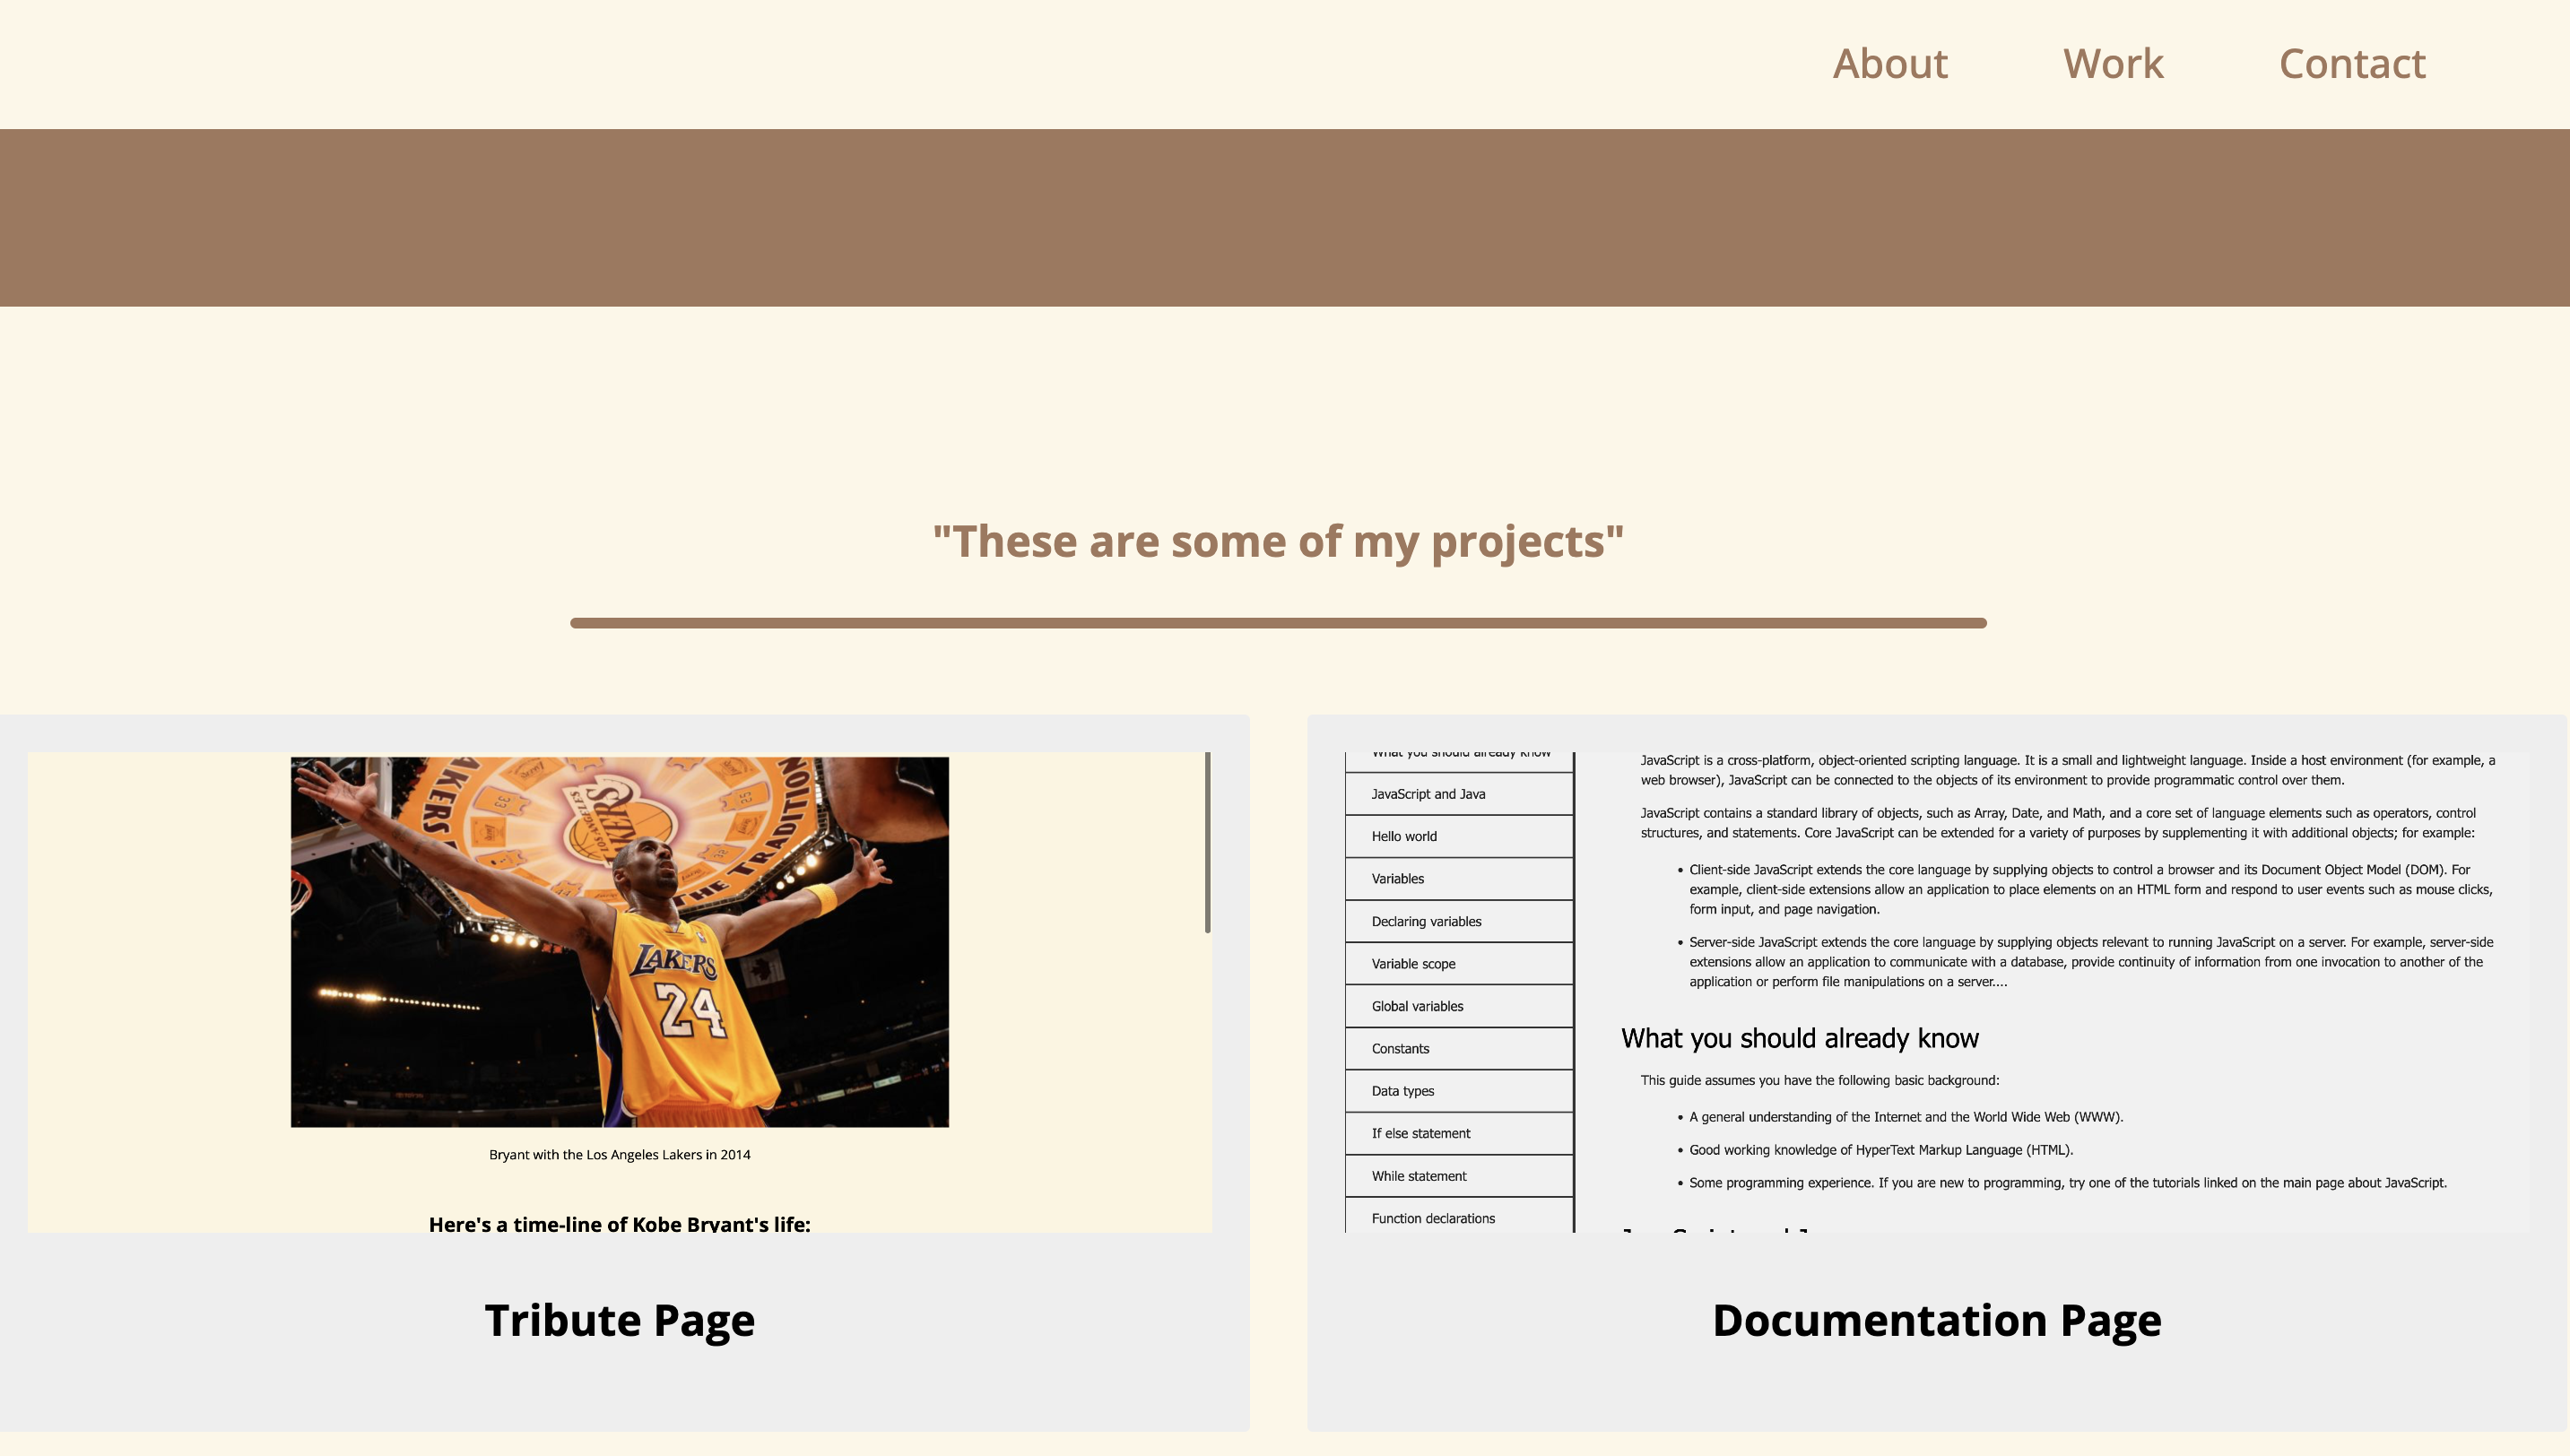 About Work Contact
"These are some of my projects"
AKERS
THE TRADITION
LOS ANGELES
LAKERS
33
25
12
LAKERS
24
Bryant with the Los Angeles Lakers in 2014
Here's a time-line of Kobe Bryant's life:
Tribute Page
What you should already know
JavaScript and Java
Hello world
Variables
Declaring variables
Variable scope
Global variables
Constants
Data types
If else statement
While statement
Function declarations
JavaScript is a cross-platform, object-oriented scripting language. It is a small and lightweight language. Inside a host environment (for example, a
web browser), JavaScript can be connected to the objects of its environment to provide programmatic control over them.
JavaScript contains a standard library of objects, such as Array, Date, and Math, and a core set of language elements such as operators, control
structures, and statements. Core JavaScript can be extended for a variety of purposes by supplementing it with additional objects; for example:
• Client-side JavaScript extends the core language by supplying objects to control a browser and its Document Object Model (DOM). For
example, client-side extensions allow an application to place elements on an HTML form and respond to user events such as mouse clicks,
form input, and page navigation.
• Server-side JavaScript extends the core language by supplying objects relevant to running JavaScript on a server. For example, server-side
extensions allow an application to communicate with a database, provide continuity of information from one invocation to another of the
application or perform file manipulations on a server....
What you should already know
This guide assumes you have the following basic background:
• A general understanding of the Internet and the World Wide Web (WWW).
• Good working knowledge of HyperText Markup Language (HTML).
• Some programming experience. If you are new to programming, try one of the tutorials linked on the main page about JavaScript.
Documentation Page